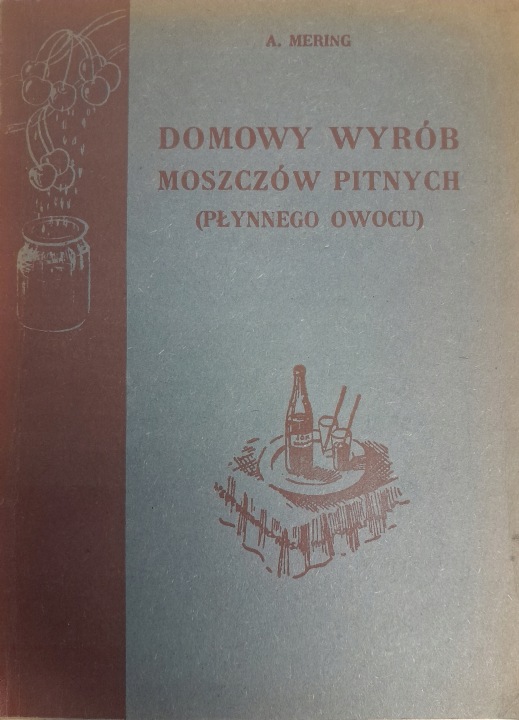 A. MERING
DOMOWY WYRÓB
MOSZCZÓW PITNYCH
(PŁYNNEGO OWOCU)